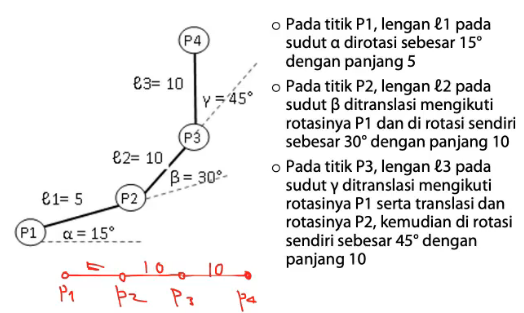 P4
ℓ3= 10
γ = 45°
P3
ℓ2= 10
β = 30°
P2
ℓ1= 5
P1
α = 15°
5 10 10
P1 P2 P3 P4
o Pada titik P1, lengan ℓ1 pada
sudut α dirotasi sebesar 15°
dengan panjang 5
o Pada titik P2, lengan ℓ2 pada
sudut β ditranslasi mengikuti
rotasinya P1 dan di rotasi sendiri
sebesar 30° dengan panjang 10
o Pada titik P3, lengan ℓ3 pada
sudut γ ditranslasi mengikuti
rotasinya P1 serta translasi dan
rotasinya P2, kemudian di rotasi
sendiri sebesar 45° dengan
panjang 10